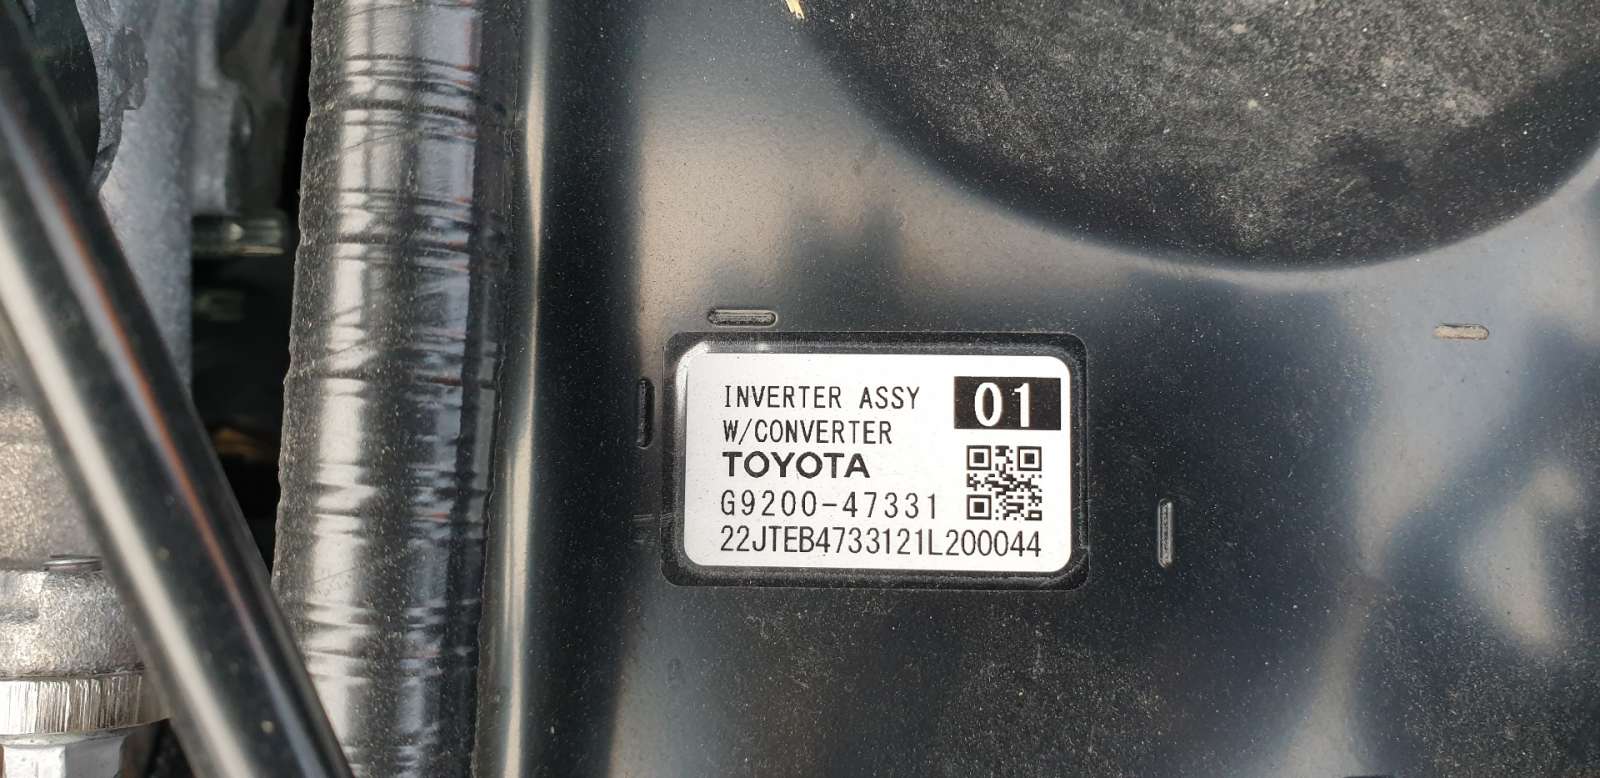 INVERTER ASSY 01
W/CONVERTER
TOYOTA
G9200-47331
22JTEB4733121L200044